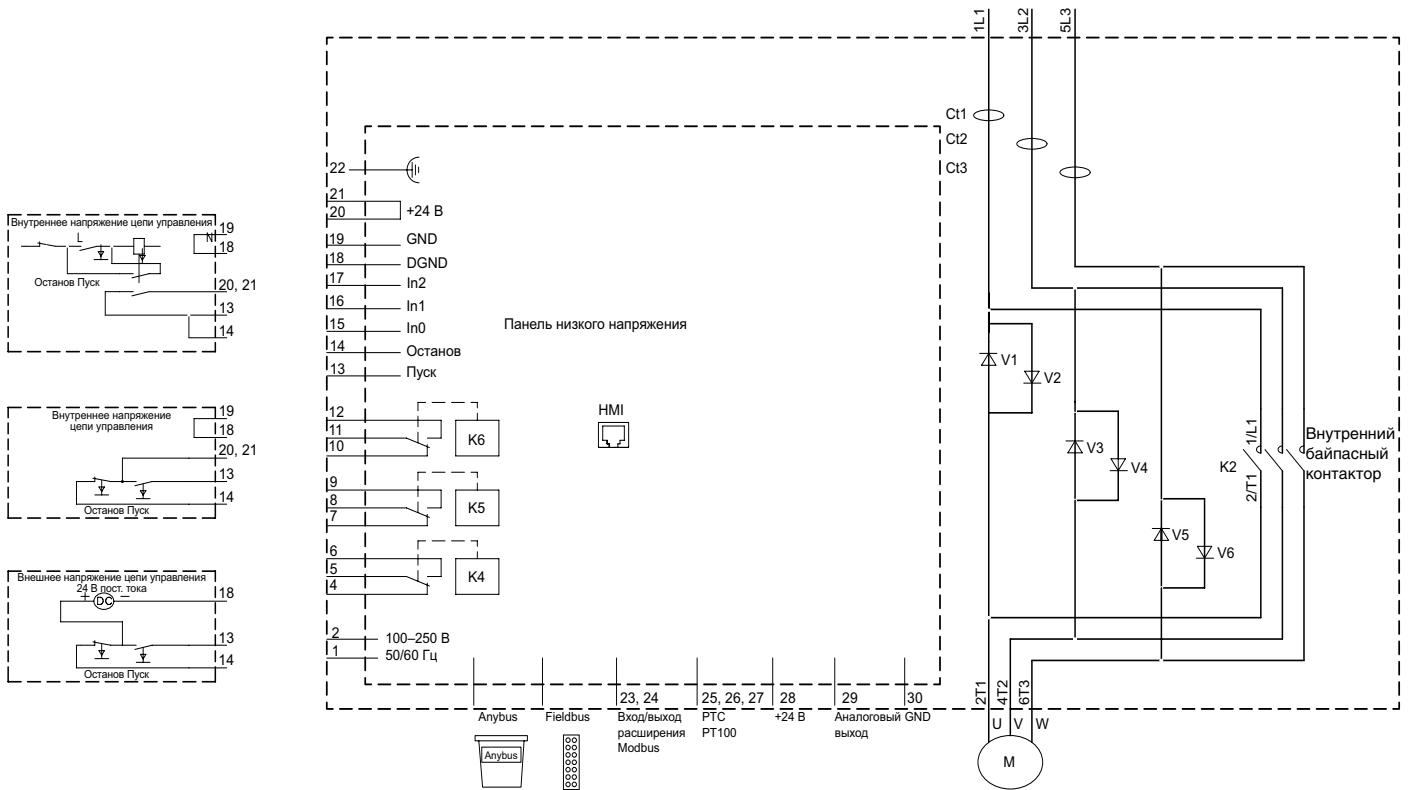 1L1
3L2
5L3
Ct1
Ct2
Ct3
22
21
20
+24 В
19
GND
18
DGND
17
In2
16
In1
15
In0
14
Останов
13
Пуск
Панель низкого напряжения
12
11
10
K6
9
8
7
K5
6
5
4
K4
HMI
2
100–250 В
1
50/60 Гц
Внутреннее напряжение цепи управления
L
N
19
18
Останов Пуск
20, 21
13
14
Внутреннее напряжение
цепи управления
19
18
20, 21
13
14
Останов Пуск
Внешнее напряжение цепи управления
24 В пост. тока
+ DC –
18
13
14
Останов Пуск
V1
V2
V3
V4
V5
V6
K2
1/L1
2/T1
Внутренний
байпасный
контактор
23, 24
25, 26, 27
28
29
30
Anybus
Fieldbus
Вход/выход
расширения
Modbus
PTC
PT100
+24 В
Аналоговый
выход
GND
Anybus
2T1
4T2
6T3
U
V
W
M